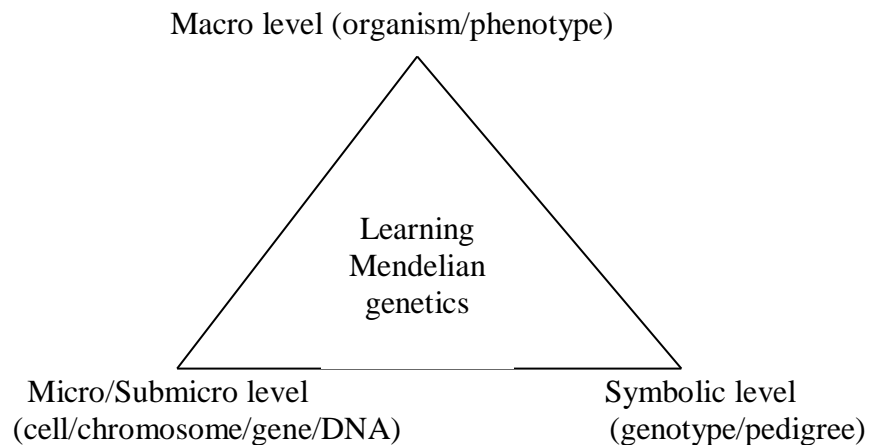 Macro level (organism/phenotype)
Learning
Mendelian
genetics
Micro/Submicro level
(cell/chromosome/gene/DNA)
Symbolic level
(genotype/pedigree)